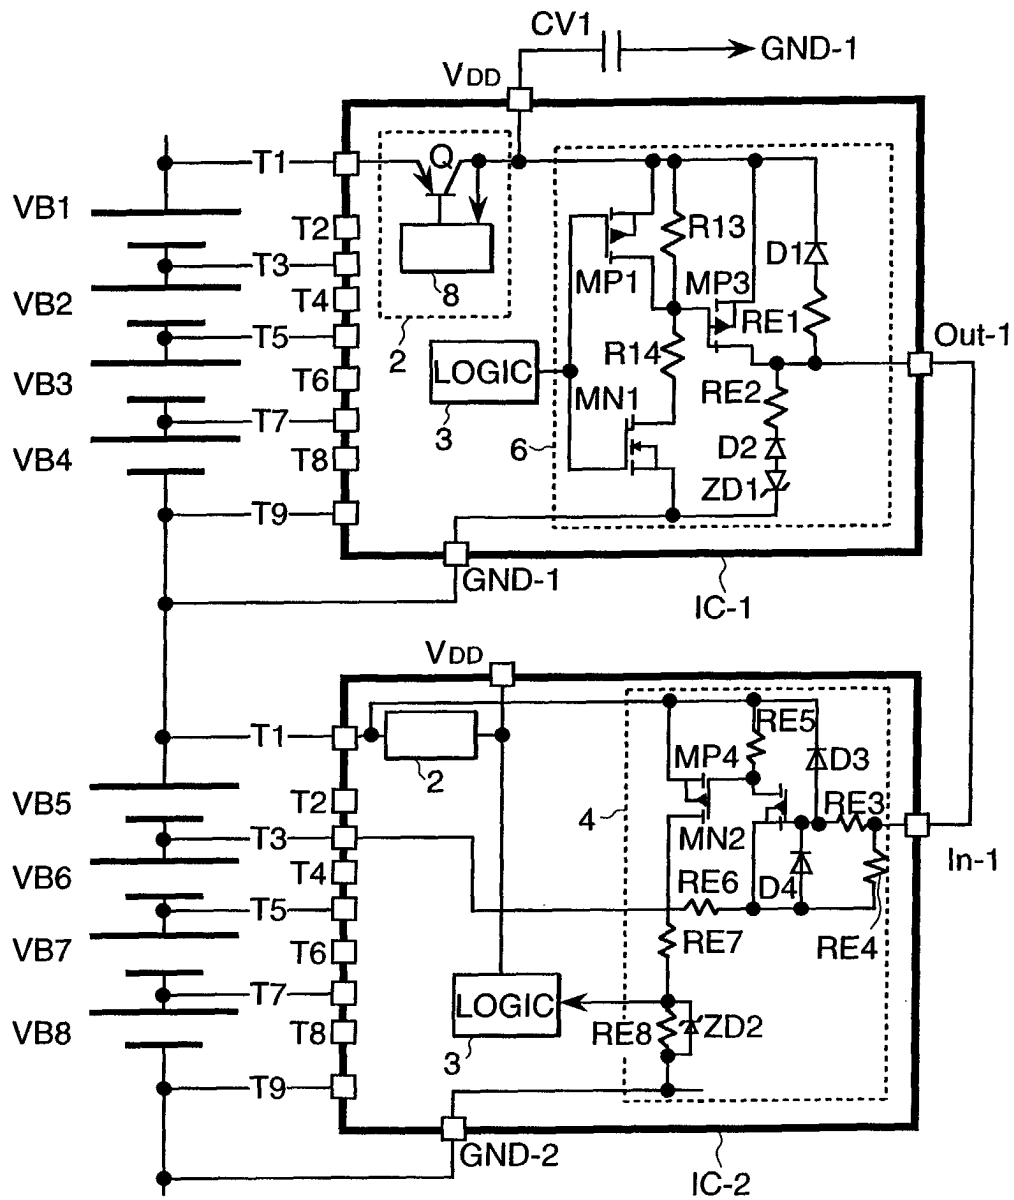 CV1
GND-1
VDD
T1
Q
VB1
T2
R13
D1
T3
8
MP1
MP3
VB2
T4
RE1
T5
2
R14
Out-1
LOGIC
VB3
T6
MN1
RE2
T7
3
6
D2
VB4
T8
ZD1
T9
GND-1
IC-1
VDD
T1
RE5
2
MP4
D3
VB5
T2
4
RE3
T3
MN2
In-1
VB6
T4
RE6
D4
T5
RE7
RE4
VB7
T6
T7
LOGIC
VB8
T8
RE8
ZD2
3
T9
GND-2
IC-2